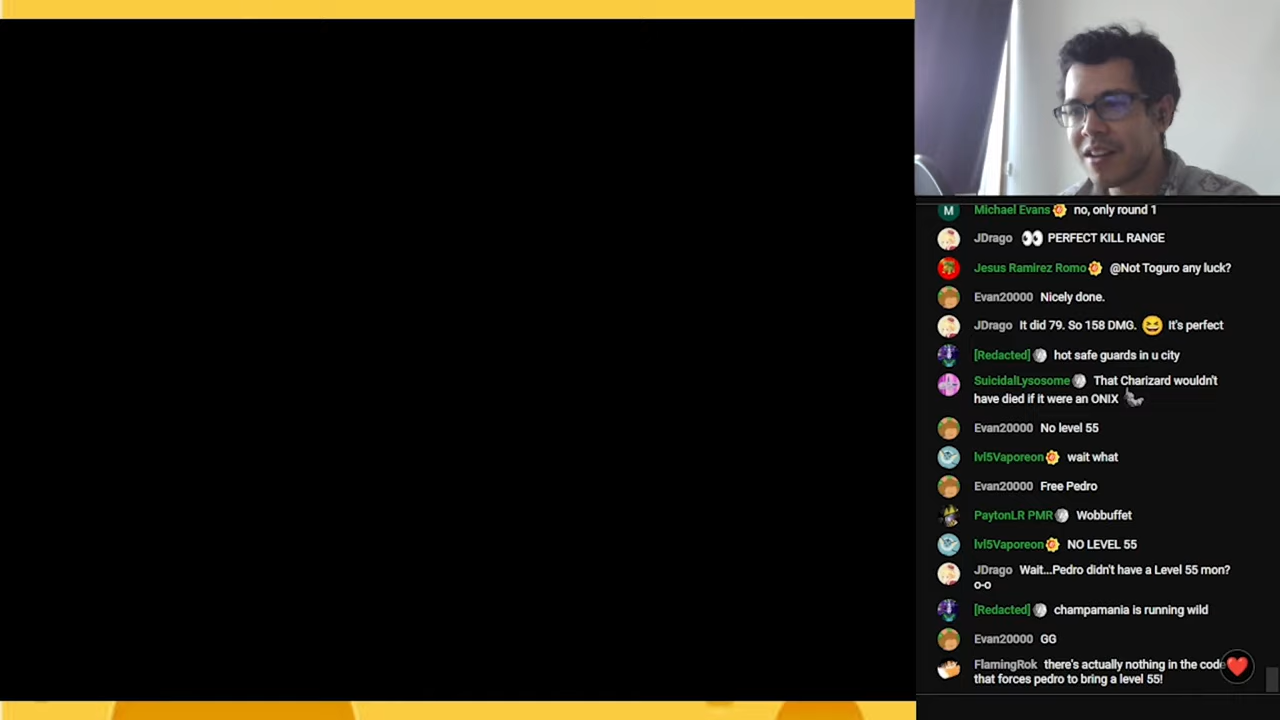 M Michael Evans no, only round 1
JDrago 👀 PERFECT KILL RANGE
Jesus Ramirez Romo @Not Toguro any luck?
Evan20000 Nicely done.
JDrago It did 79. So 158 DMG. 😆 It's perfect
[Redacted] hot safe guards in u city
SuicidalLysosome That Charizard wouldn't
have died if it were an ONIX
Evan20000 No level 55
lvl5Vaporeon wait what
Evan20000 Free Pedro
PaytonLR PMR Wobbuffet
lvl5Vaporeon NO LEVEL 55
JDrago Wait...Pedro didn't have a Level 55 mon?
o-o
[Redacted] champamania is running wild
Evan20000 GG
FlamingRok there's actually nothing in the code
that forces pedro to bring a level 55!